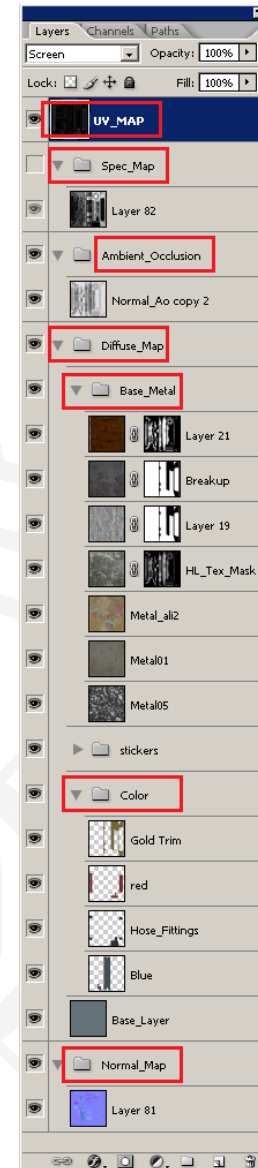 Layers Channels Paths
Screen Opacity: 100%
Lock: Fill: 100%
UV_MAP
Spec_Map
Layer 82
Ambient_Occlusion
Normal_Ao copy 2
Diffuse_Map
Base_Metal
Layer 21
Breakup
Layer 19
HL_Tex_Mask
Metal_ali2
Metal01
Metal05
stickers
Color
Gold Trim
red
Hose_Fittings
Blue
Base_Layer
Normal_Map
Layer 81